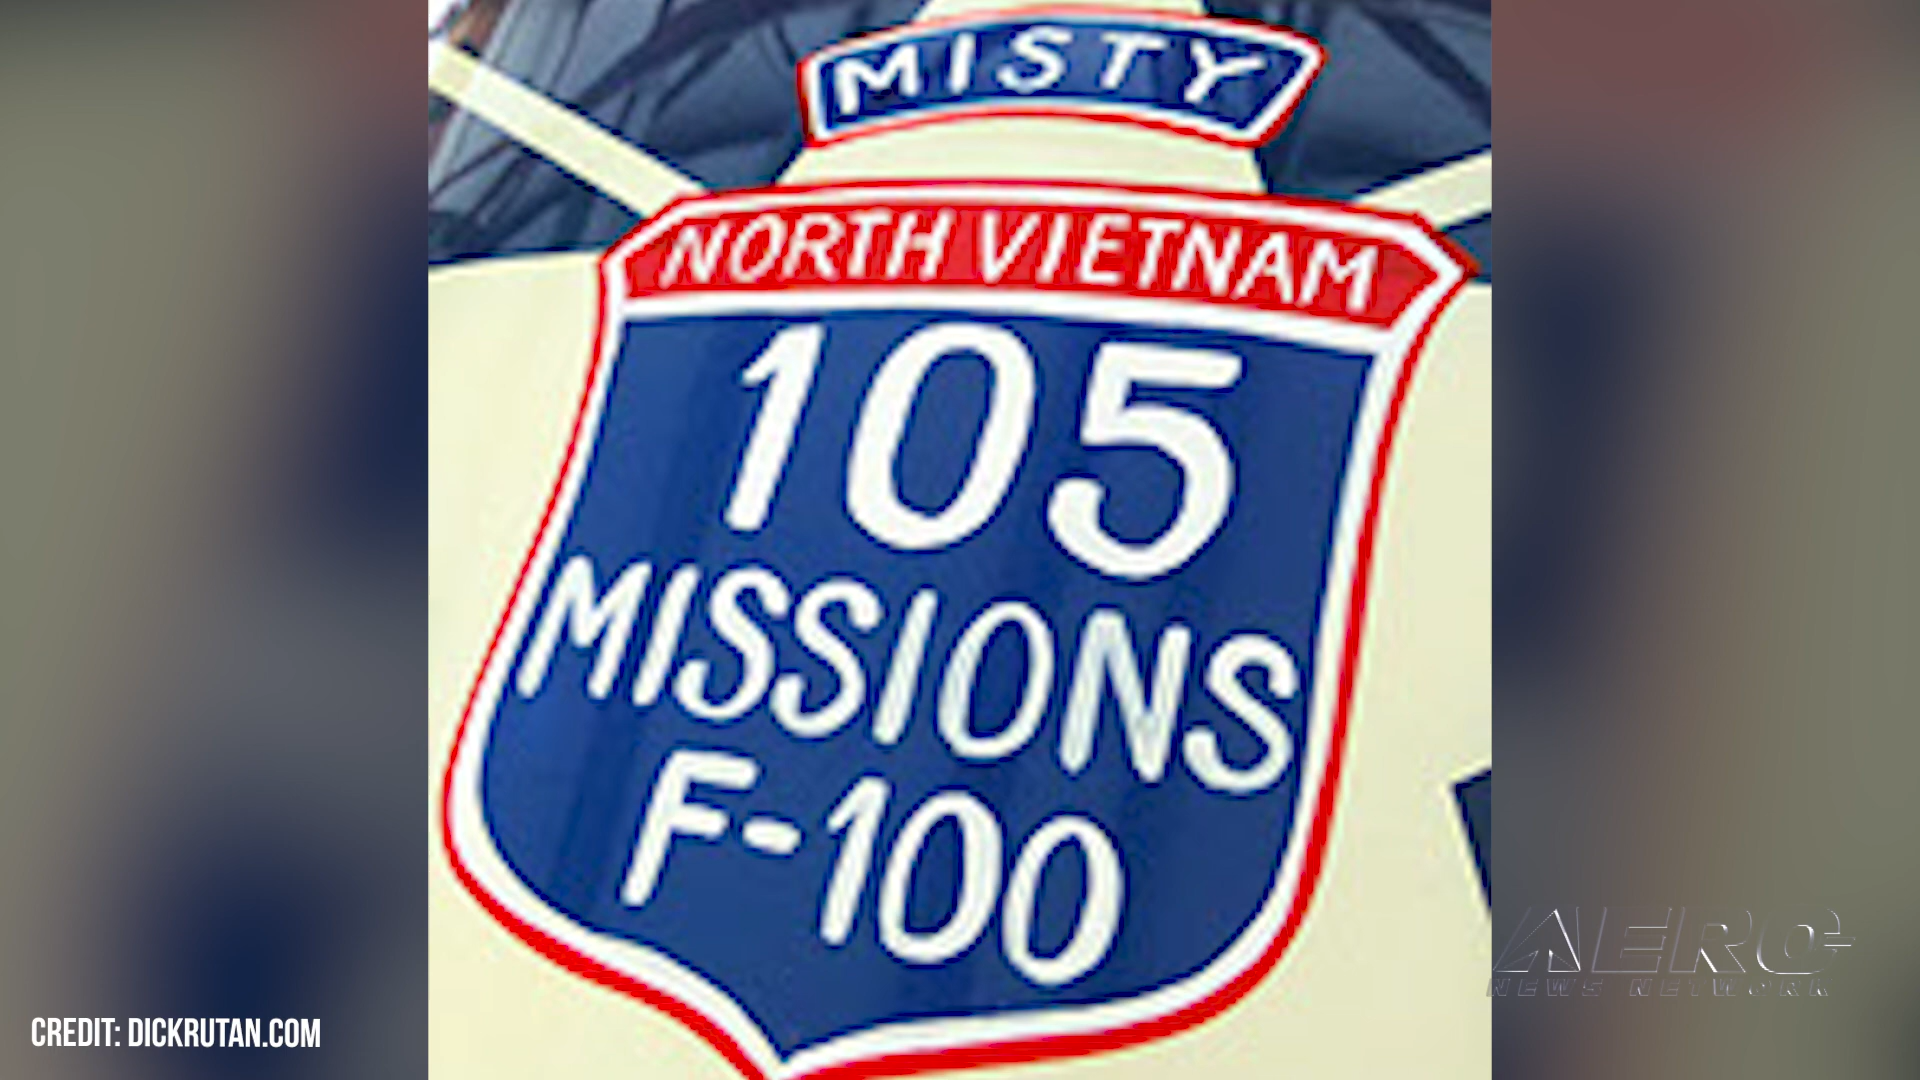 MISTY
NORTH VIETNAM
105
MISSIONS
F-100
AERO
NEWS NETWORK
CREDIT: DICKRUTAN.COM